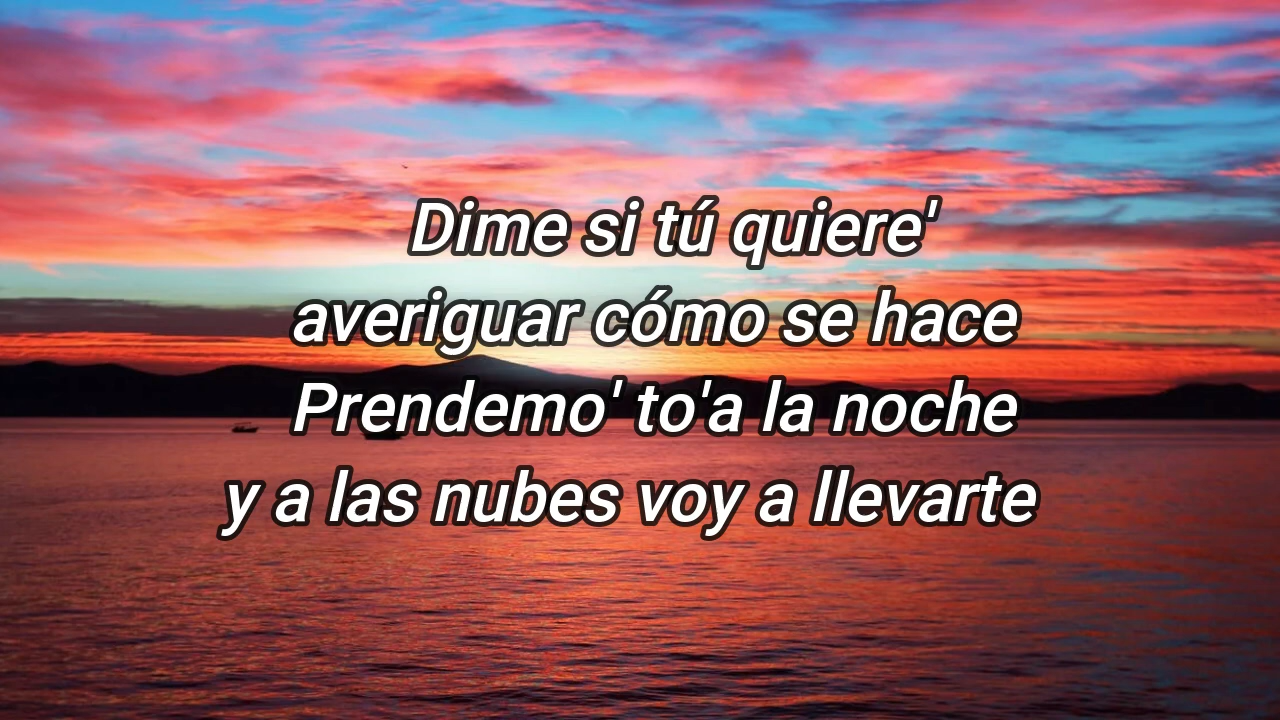 Dime si tú quiere'
averiguar cómo se hace
Prendemo' to'a la noche
y a las nubes voy a llevarte